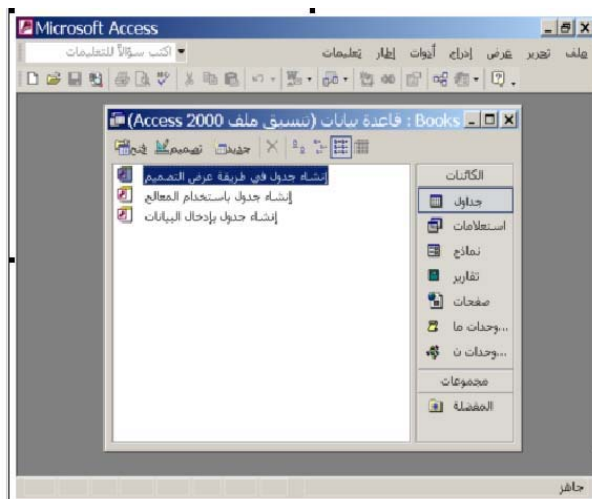 Microsoft Access
ملف تحرير عرض إدراج أدوات إطار تعليمات
اكتب سؤالاً للتعليمات
Books : قاعدة بيانات (تنسيق ملف Access 2000)
فتح تصميم جديد
الكائنات
جداول
استعلامات
نماذج
تقارير
صفحات
وحدات ما...
وحدات ن...
مجموعات
المفضلة
إنشاء جدول في طريقة عرض التصميم
إنشاء جدول باستخدام المعالج
إنشاء جدول بإدخال البيانات
جاهز